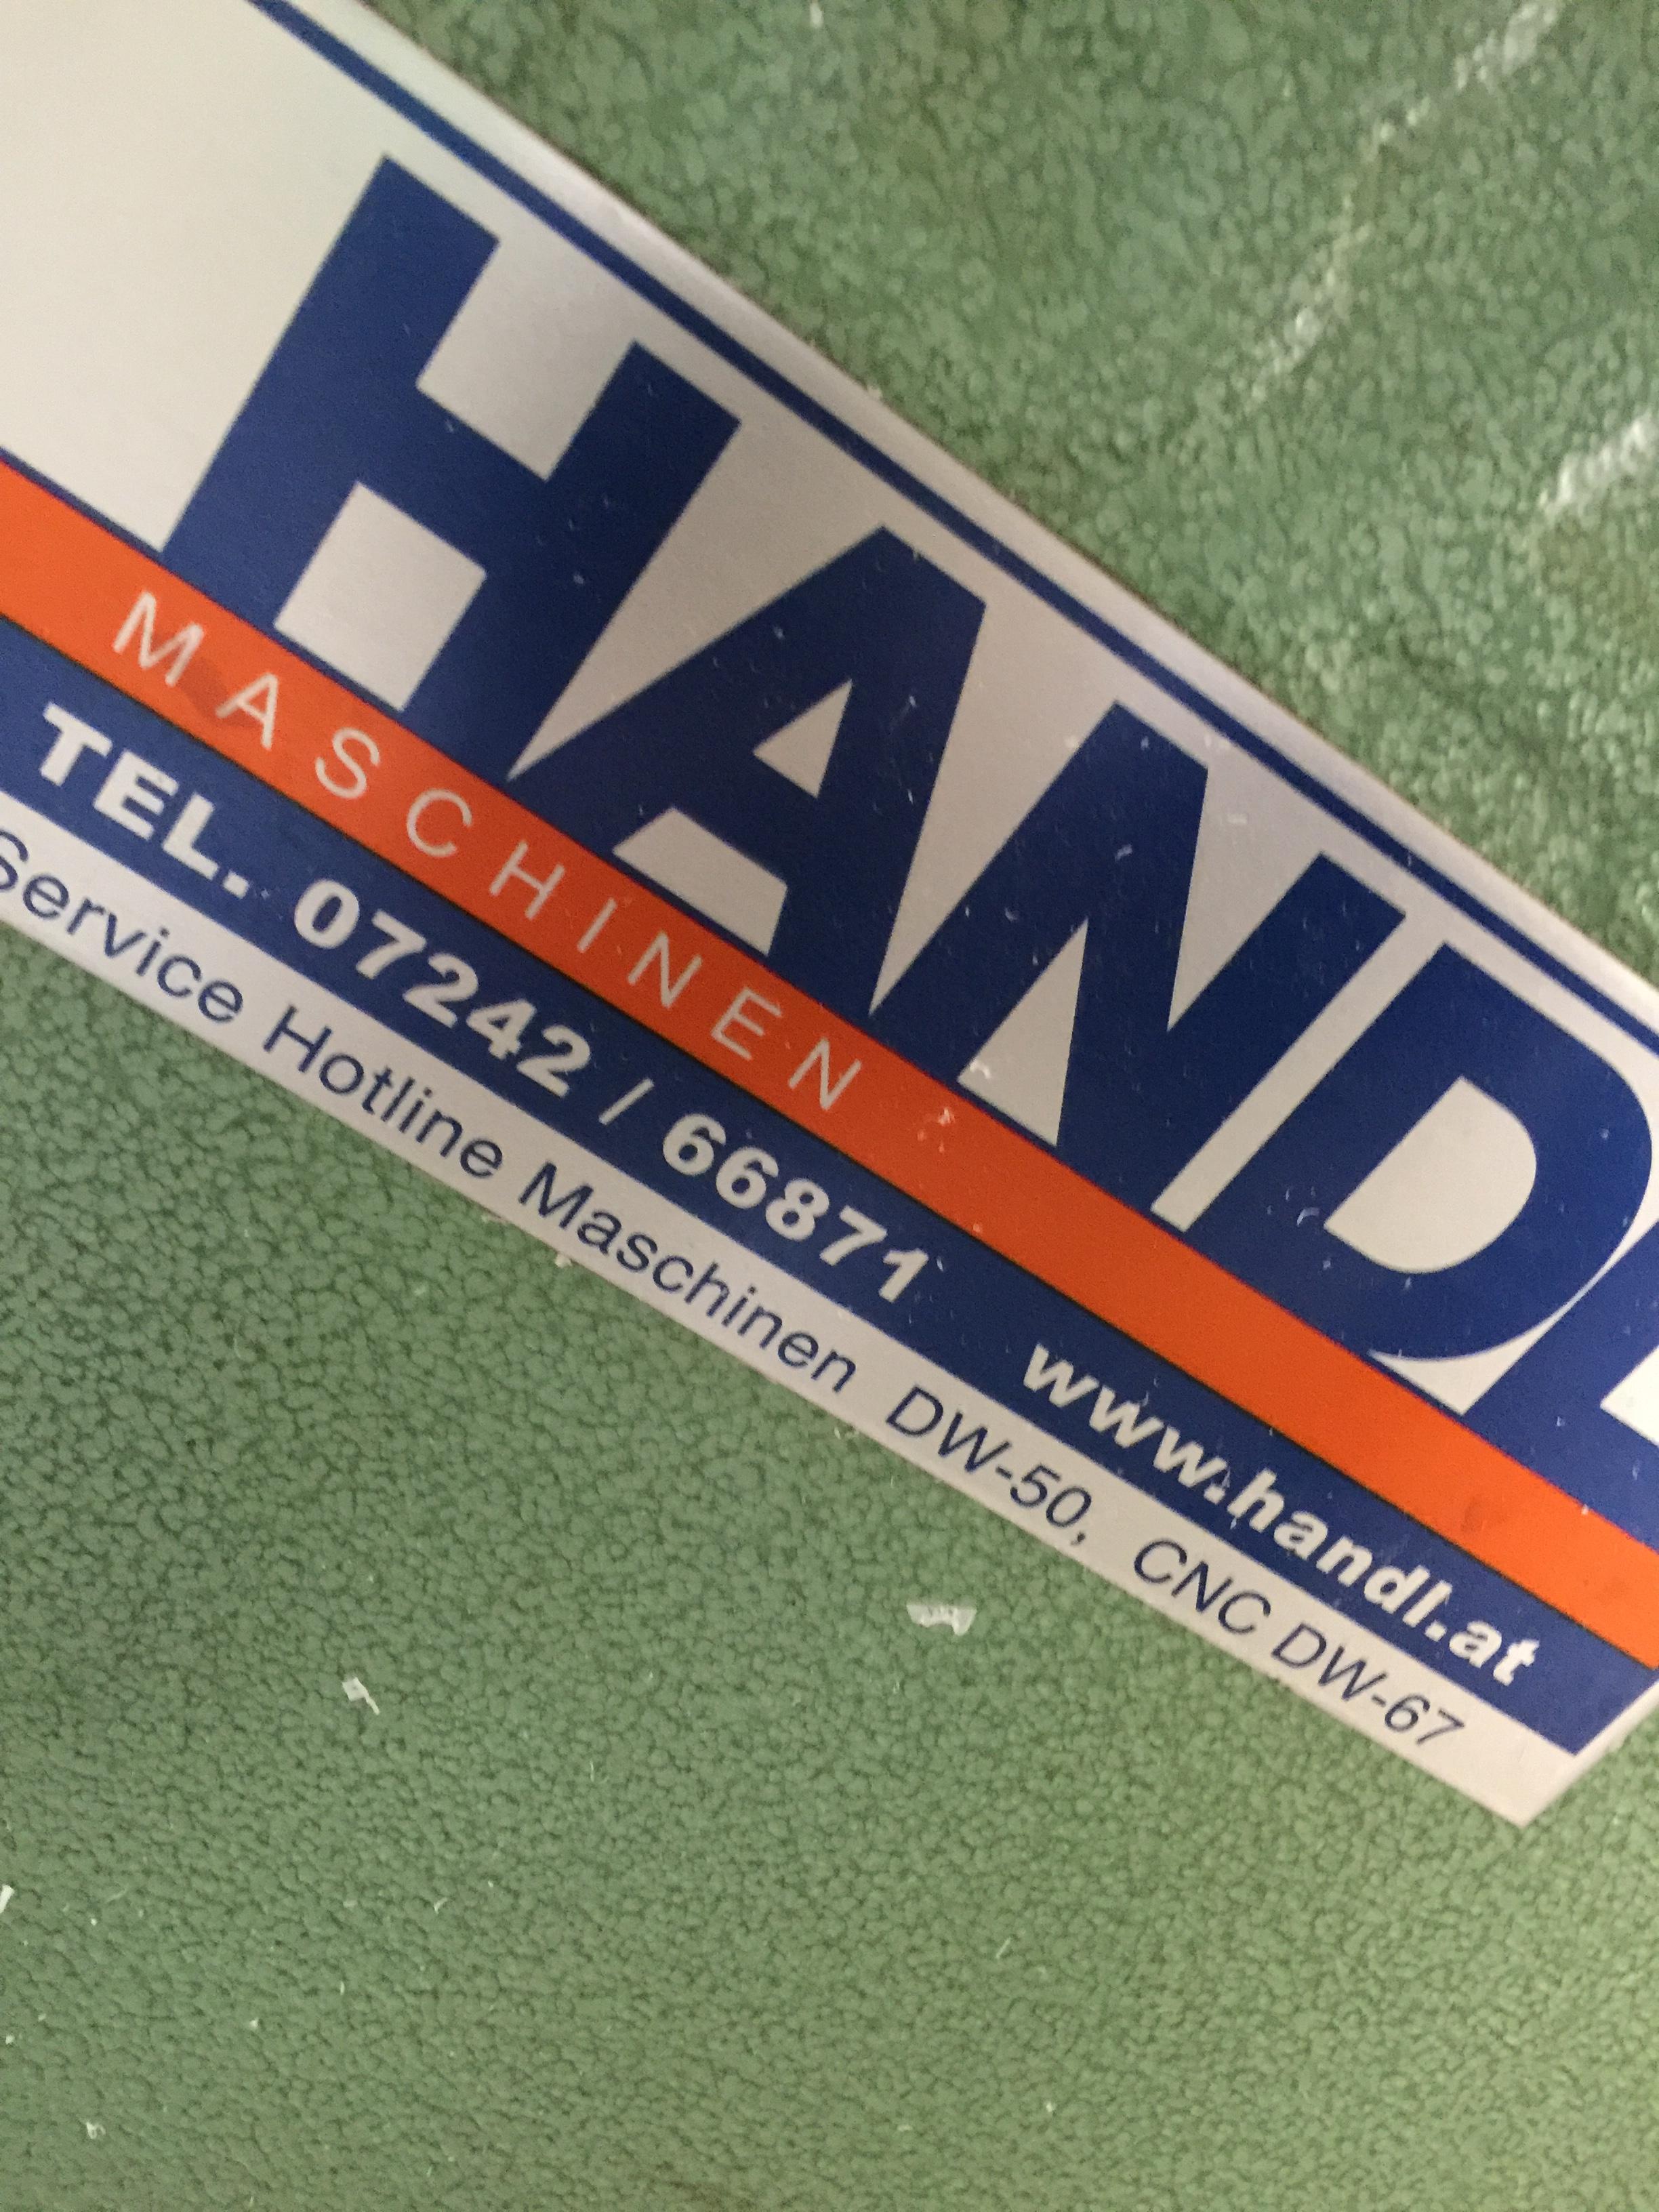 HANDL
MASCHINEN
TEL. 07242 / 66871 www.handl.at
Service Hotline Maschinen DW-50, CNC DW-67